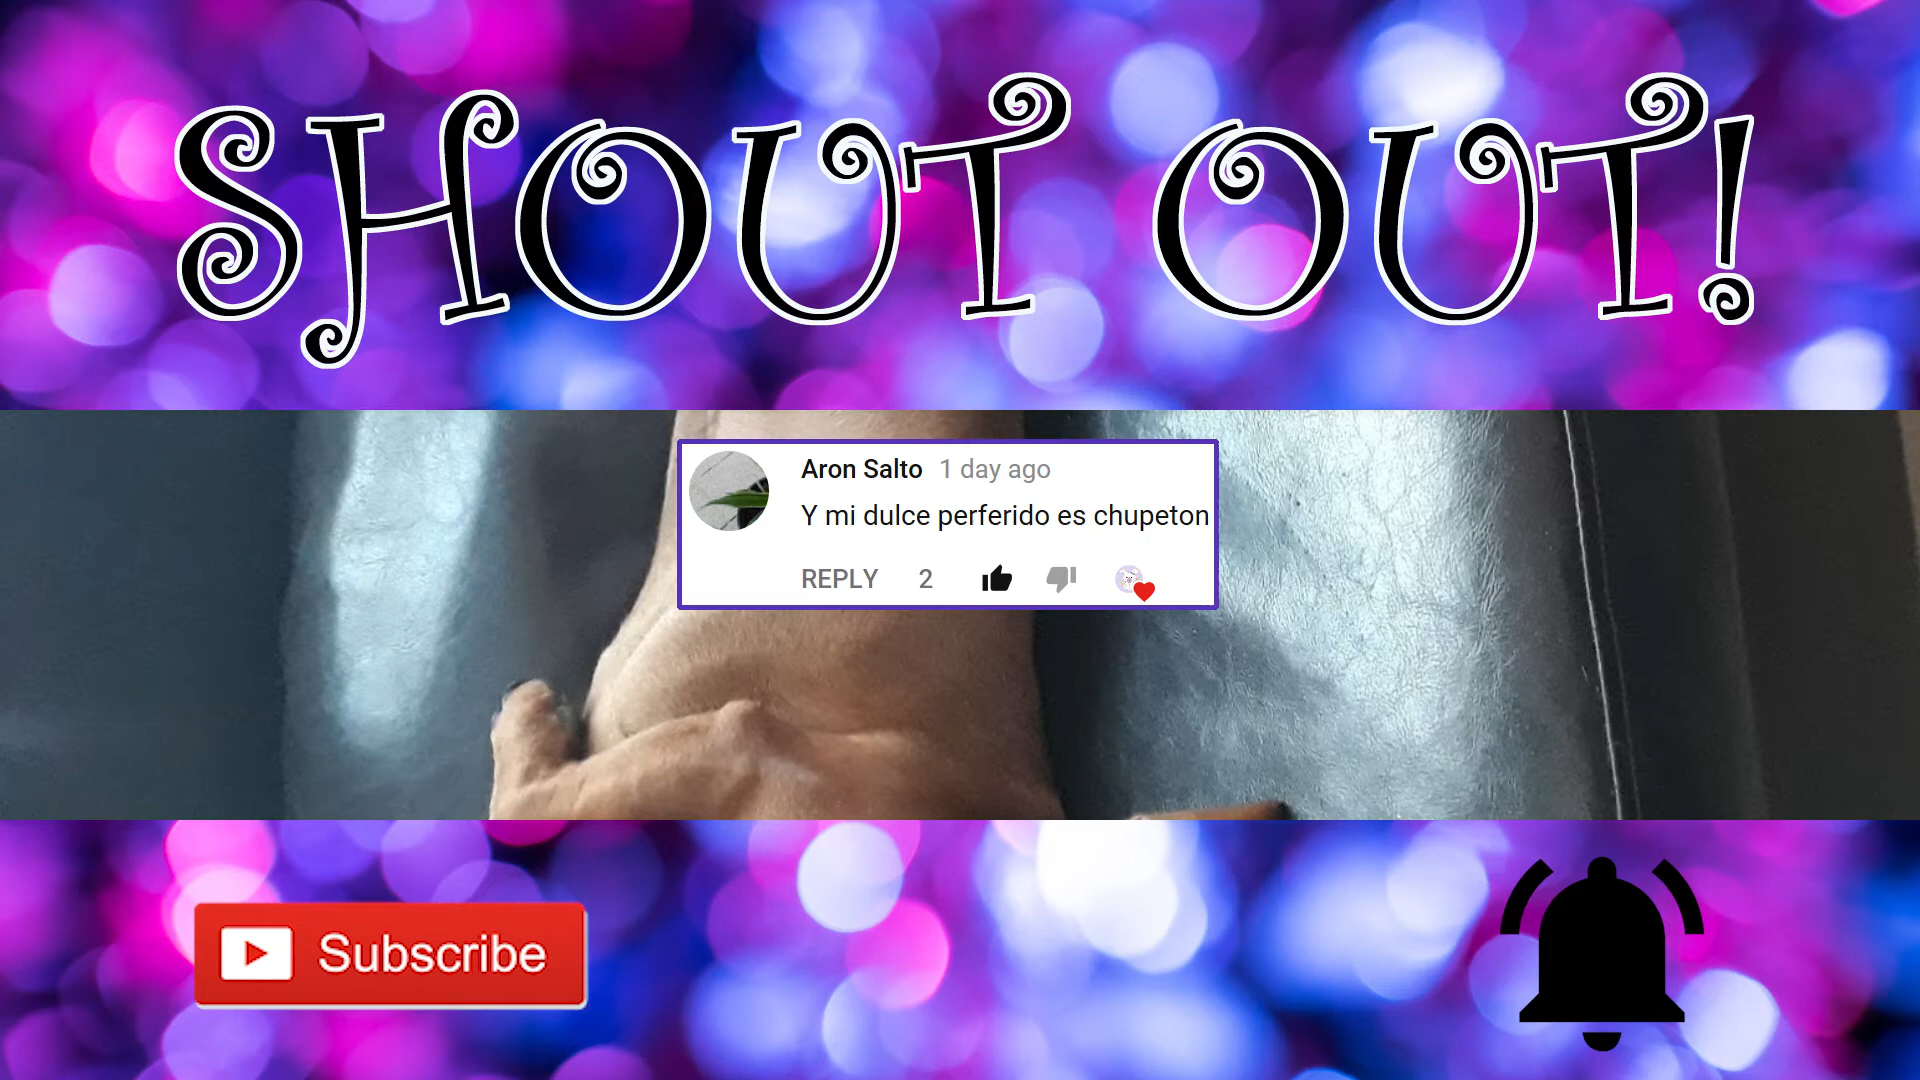 SHOUT OUT!
Aron Salto 1 day ago
Y mi dulce perferido es chupeton
REPLY 2
Subscribe